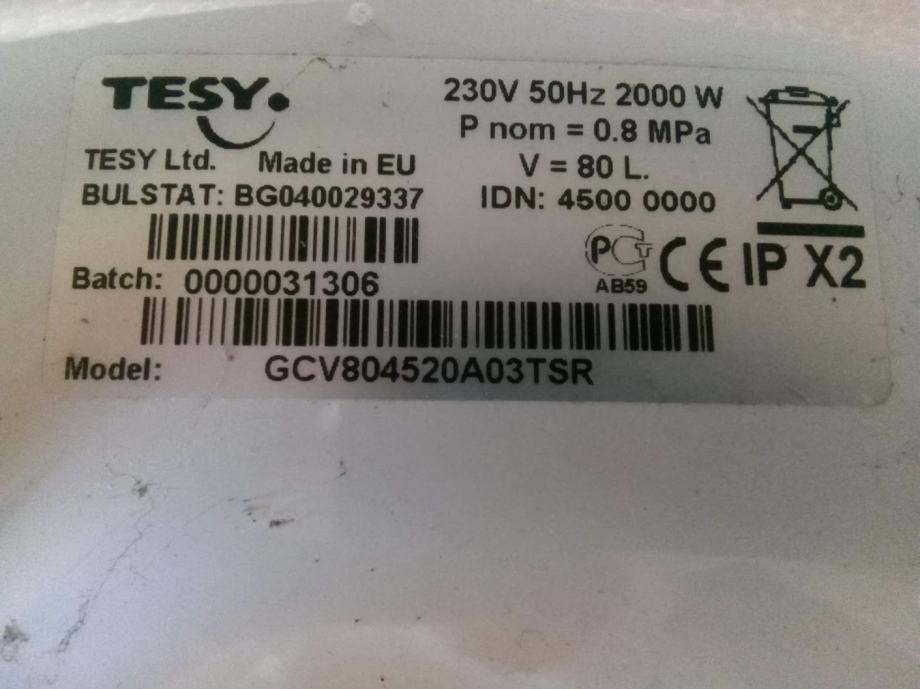 TESY
230V 50Hz 2000 W
P nom = 0.8 MPa
TESY Ltd. Made in EU
V = 80 L.
BULSTAT: BG040029337
IDN: 4500 0000
PCT
AB59
CE IP X2
Batch: 0000031306
Model: GCV804520A03TSR